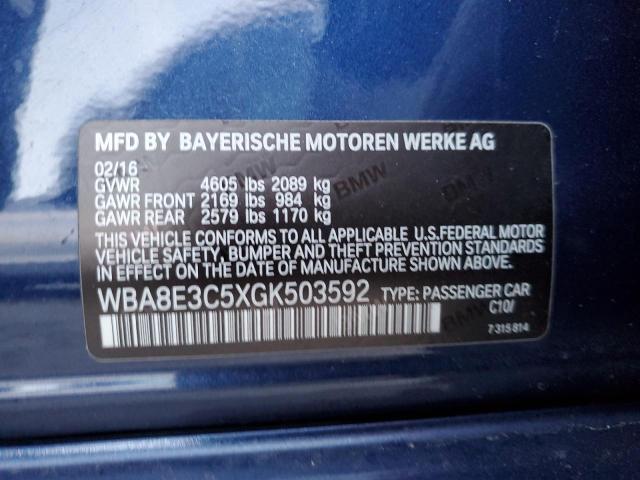 MFD BY BAYERISCHE MOTOREN WERKE AG
02/16
GVWR 4605 lbs 2089 kg
GAWR FRONT 2169 lbs 984 kg
GAWR REAR 2579 lbs 1170 kg
THIS VEHICLE CONFORMS TO ALL APPLICABLE U.S.FEDERAL MOTOR
VEHICLE SAFETY, BUMPER AND THEFT PREVENTION STANDARDS
IN EFFECT ON THE DATE OF MANUFACTURE SHOWN ABOVE.
WBA8E3C5XGK503592 TYPE: PASSENGER CAR
C10/
7315814
BMW